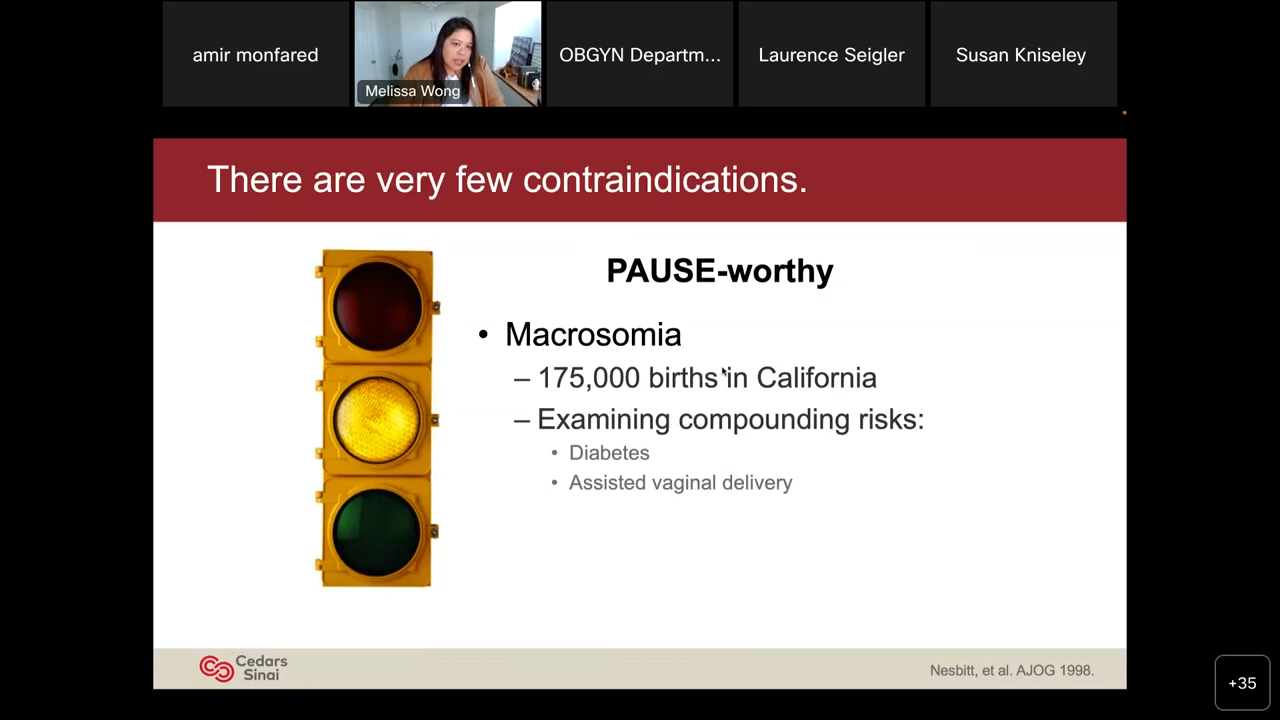 amir monfared
Melissa Wong
OBGYN Departm...
Laurence Seigler
Susan Kniseley
There are very few contraindications.
PAUSE-worthy
• Macrosomia
– 175,000 births in California
– Examining compounding risks:
• Diabetes
• Assisted vaginal delivery
Cedars
Sinai
Nesbitt, et al. AJOG 1998.
+35